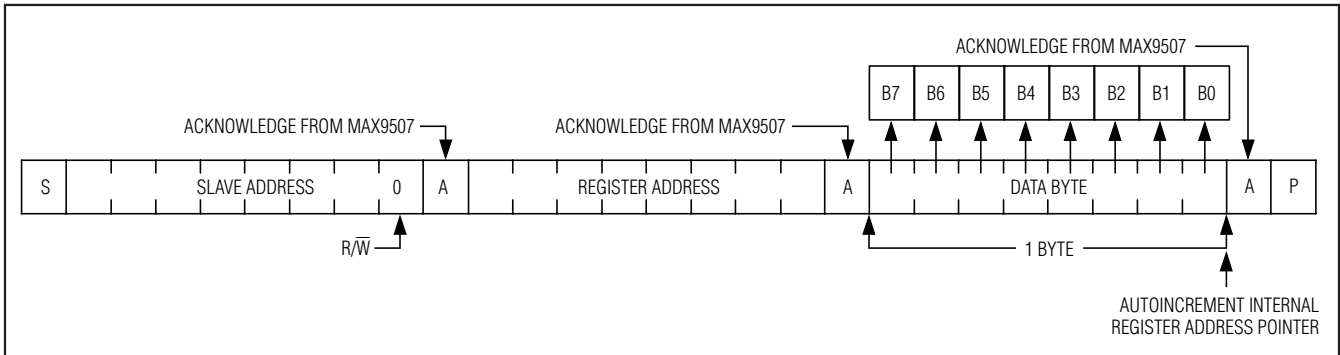 ACKNOWLEDGE FROM MAX9507
B7 B6 B5 B4 B3 B2 B1 B0
ACKNOWLEDGE FROM MAX9507 ACKNOWLEDGE FROM MAX9507
S SLAVE ADDRESS 0 A REGISTER ADDRESS A DATA BYTE A P
R/W̅ 1 BYTE
AUTOINCREMENT INTERNAL
REGISTER ADDRESS POINTER